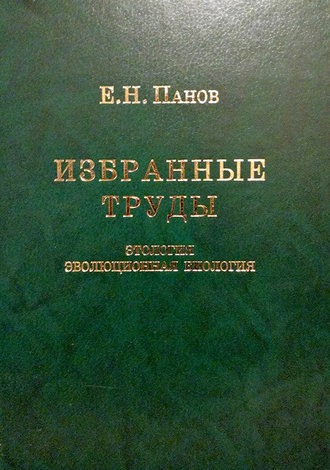 Е.Н. Панов
ИЗБРАННЫЕ
ТРУДЫ
ЭТОЛОГИЯ
ЭВОЛЮЦИОННАЯ БИОЛОГИЯ